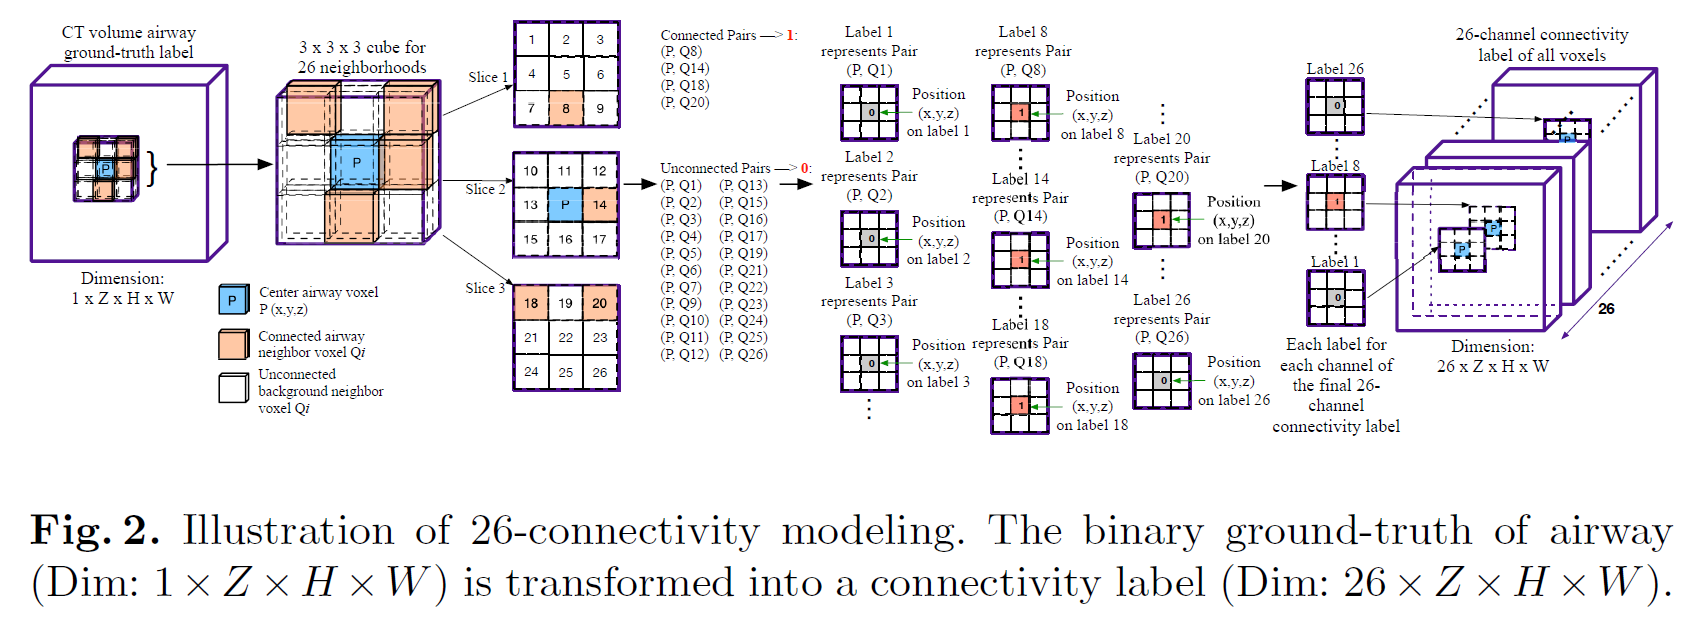 CT volume airway
ground-truth label
P
}
Dimension:
1 x Z x H x W
P
Center airway voxel
P (x,y,z)
Connected airway
neighbor voxel Qi
Unconnected
background neighbor
voxel Qi
3 x 3 x 3 cube for
26 neighborhoods
P
Slice 1
1 2 3
4 5 6
7 8 9
Slice 2
10 11 12
13 P 14
15 16 17
Slice 3
18 19 20
21 22 23
24 25 26
Connected Pairs —> 1:
(P, Q8)
(P, Q14)
(P, Q18)
(P, Q20)
Unconnected Pairs —> 0:
(P, Q1) (P, Q13)
(P, Q2) (P, Q15)
(P, Q3) (P, Q16)
(P, Q4) (P, Q17)
(P, Q5) (P, Q19)
(P, Q6) (P, Q21)
(P, Q7) (P, Q22)
(P, Q9) (P, Q23)
(P, Q10) (P, Q24)
(P, Q11) (P, Q25)
(P, Q12) (P, Q26)
Label 1
represents Pair
(P, Q1)
0
Position
(x,y,z)
on label 1
Label 2
represents Pair
(P, Q2)
0
Position
(x,y,z)
on label 2
Label 3
represents Pair
(P, Q3)
0
Position
(x,y,z)
on label 3
Label 8
represents Pair
(P, Q8)
1
Position
(x,y,z)
on label 8
Label 14
represents Pair
(P, Q14)
1
Position
(x,y,z)
on label 14
Label 18
represents Pair
(P, Q18)
1
Position
(x,y,z)
on label 18
Label 20
represents Pair
(P, Q20)
1
Position
(x,y,z)
on label 20
Label 26
represents Pair
(P, Q26)
0
Position
(x,y,z)
on label 26
Label 26
0
Label 8
1
Label 1
0
Each label for
each channel of
the final 26-
channel
connectivity label
26-channel connectivity
label of all voxels
P
P
P
26
Dimension:
26 x Z x H x W
Fig. 2. Illustration of 26-connectivity modeling. The binary ground-truth of airway
(Dim: 1 × Z × H × W) is transformed into a connectivity label (Dim: 26 × Z × H × W).